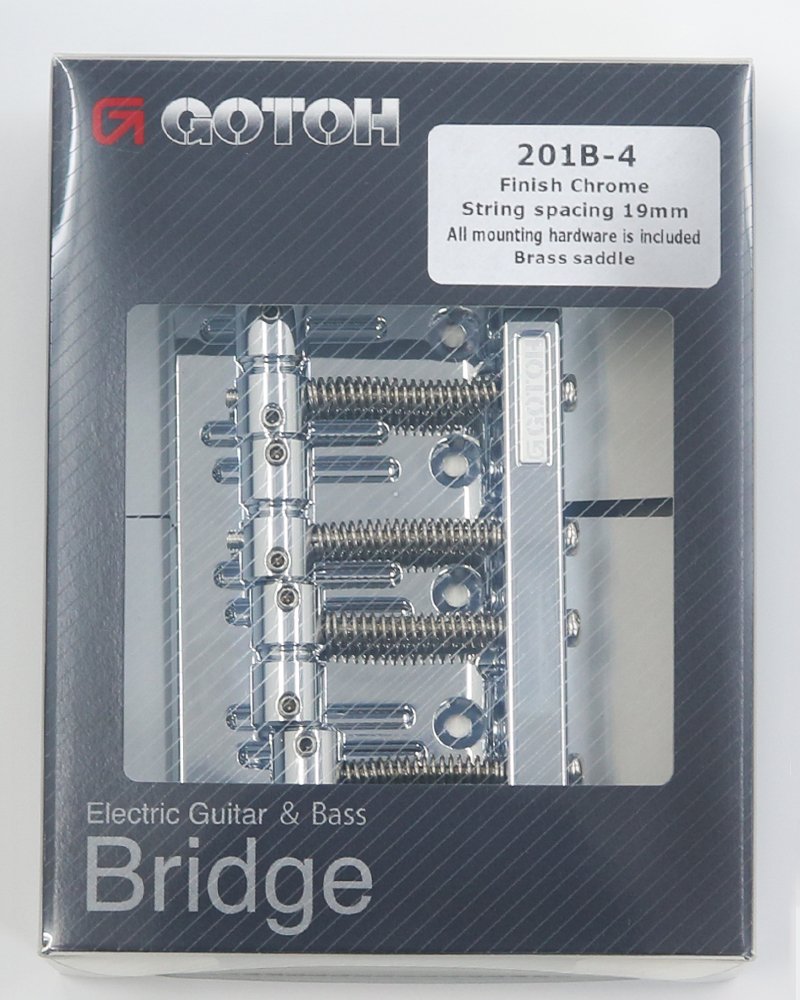 GOTOH
201B-4
Finish Chrome
String spacing 19mm
All mounting hardware is included
Brass saddle
GOTOH
Electric Guitar & Bass
Bridge